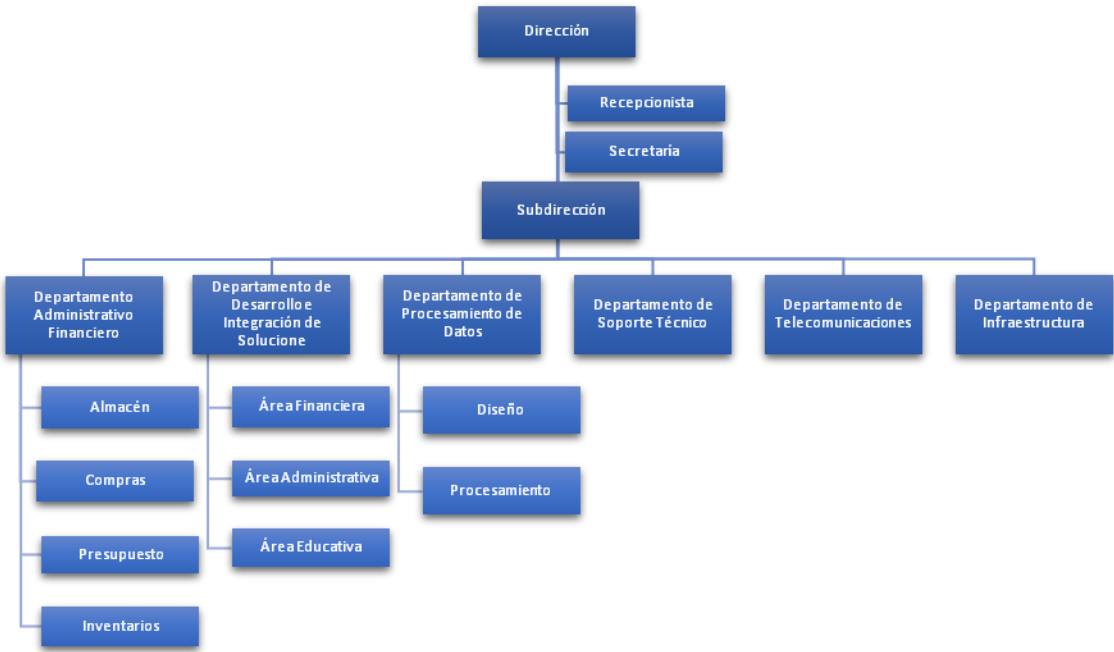 Dirección
Recepcionista
Secretaría
Subdirección
Departamento
Administrativo
Financiero
Departamento de
Desarrollo e
Integración de
Solucione
Departamento de
Procesamiento de
Datos
Departamento de
Soporte Técnico
Departamento de
Telecomunicaciones
Departamento de
Infraestructura
Almacén
Compras
Presupuesto
Inventarios
Área Financiera
Área Administrativa
Área Educativa
Diseño
Procesamiento